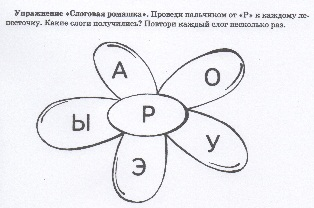 Упражнение «Слоговая ромашка». Проведи пальчиком от «Р» к каждому ле-
песточку. Какие слоги получились? Повтори каждый слог несколько раз.
А
О
Ы
Р
У
Э